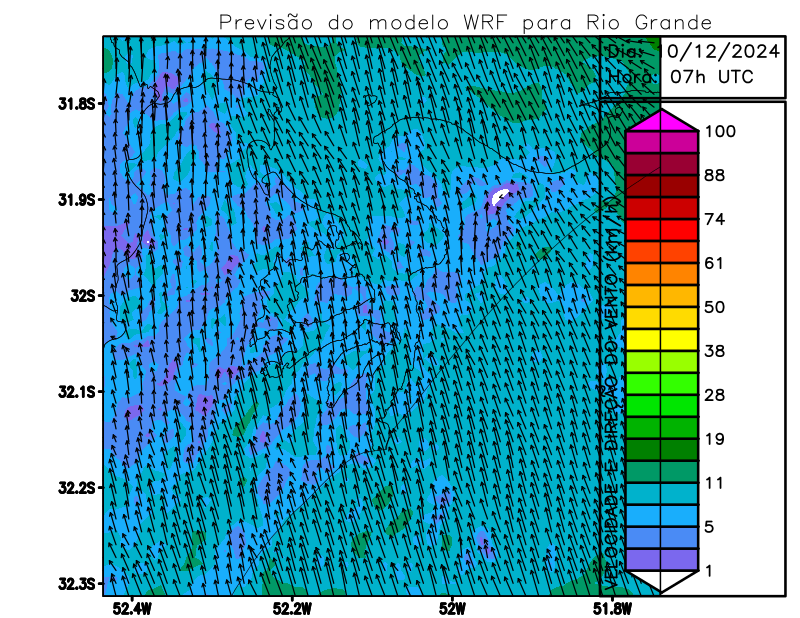 Previsão do modelo WRF para Rio Grande
Dia: 10/12/2024
Hora: 07h UTC
31.8S
31.9S
32S
32.1S
32.2S
32.3S
52.4W
52.2W
52W
51.8W
VELOCIDADE E DIREÇÃO DO VENTO (km/h)
100
88
74
61
50
38
28
19
11
5
1